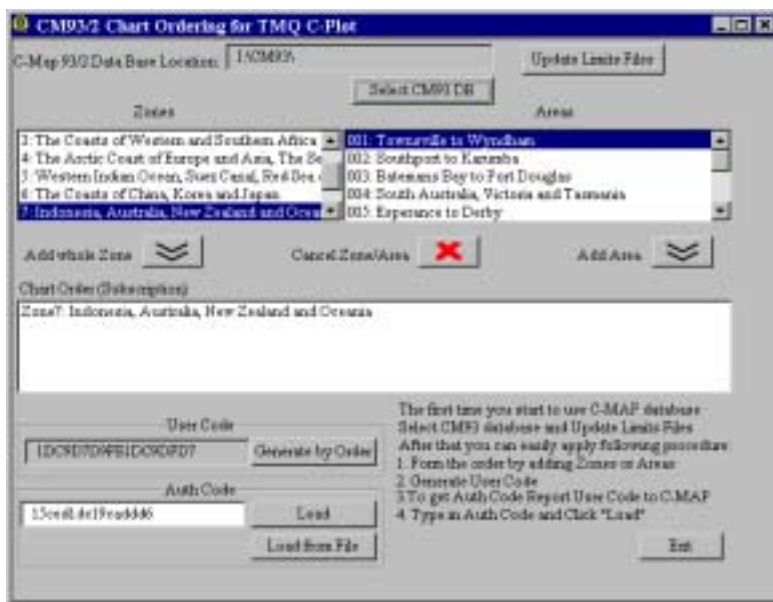 CM93/2 Chart Ordering for TMQ C-Plot
C-Map 93/2 Data Base Location: I:\CM93\
Update Limits Files
Select CM93 DB
Zones
Areas
3: The Coasts of Western and Southern Africa
4: The Arctic Coast of Europe and Asia, The Se
5: Western Indian Ocean, Suez Canal, Red Sea
6: The Coasts of China, Korea and Japan
7: Indonesia, Australia, New Zealand and Ocea
001: Townsville to Wyndham
002: Southport to Karumba
003: Batemans Bay to Port Douglas
004: South Australia, Victoria and Tasmania
005: Esperance to Derby
Add whole Zone
Cancel Zone/Area
Add Area
Chart Order (Subscription)
Zone7: Indonesia, Australia, New Zealand and Oceania
User Code
Generate by Order
Auth Code
Load
Load from File
The first time you start to use C-MAP database
Select CM93 database and Update Limits Files
After that you can easily apply following procedure:
1. Form the order by adding Zones or Areas
2. Generate User Code
3. To get Auth Code Report User Code to C-MAP
4. Type in Auth Code and Click "Load"
Exit